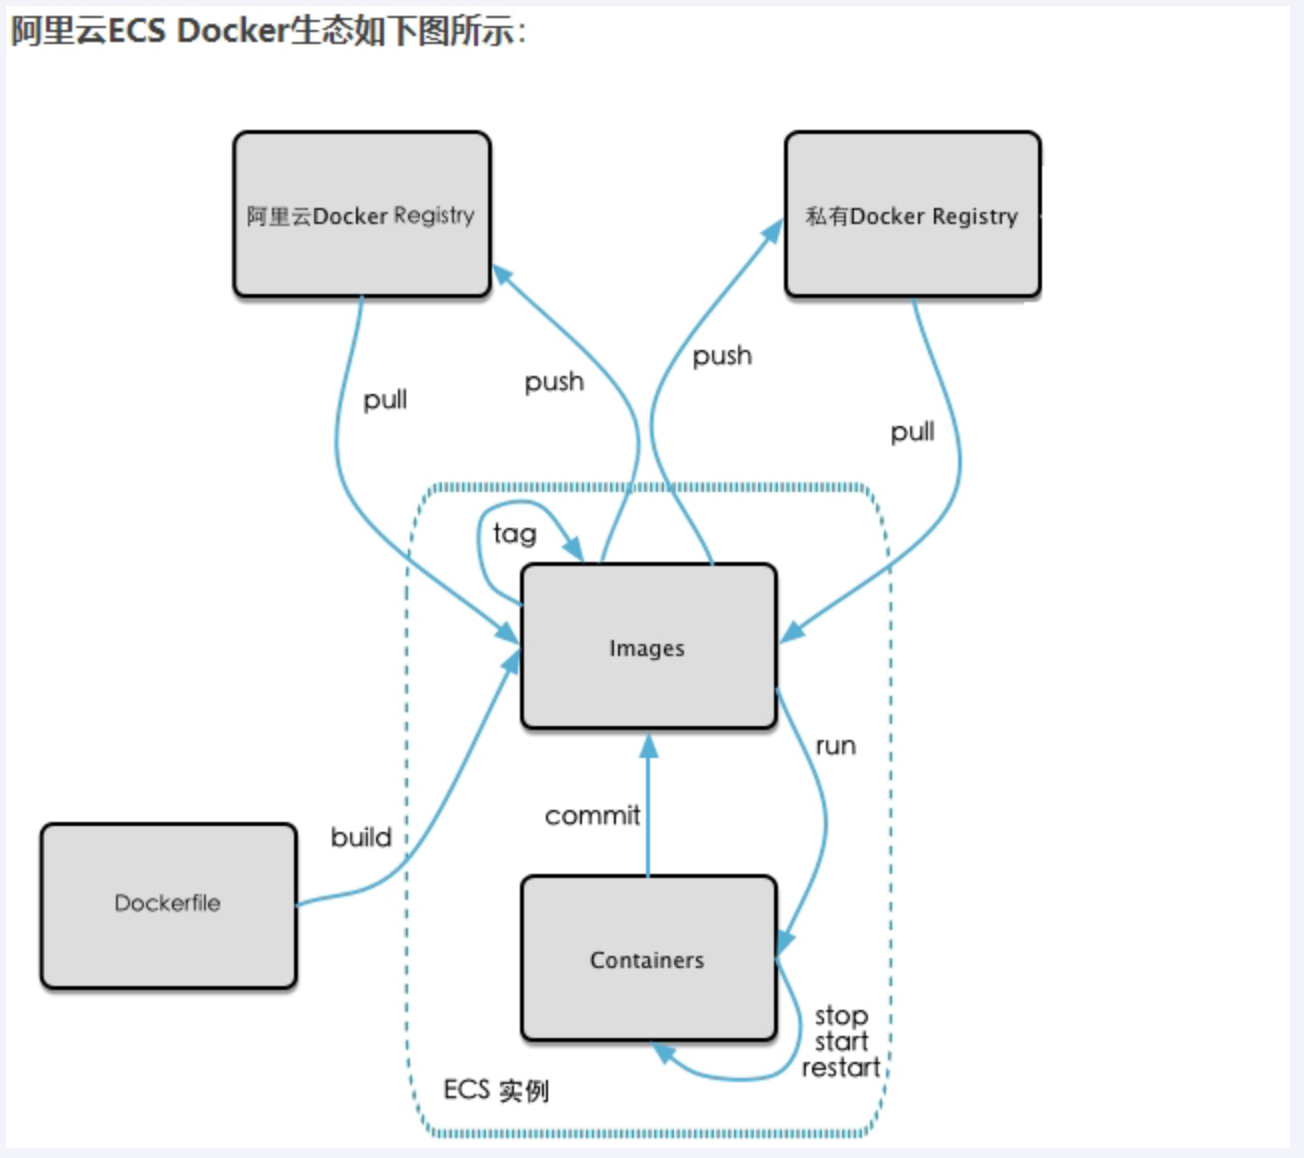 阿里云ECS Docker生态如下图所示：
阿里云Docker Registry
私有Docker Registry
push
push
pull
pull
tag
Images
run
commit
build
Dockerfile
Containers
stop
start
restart
ECS 实例